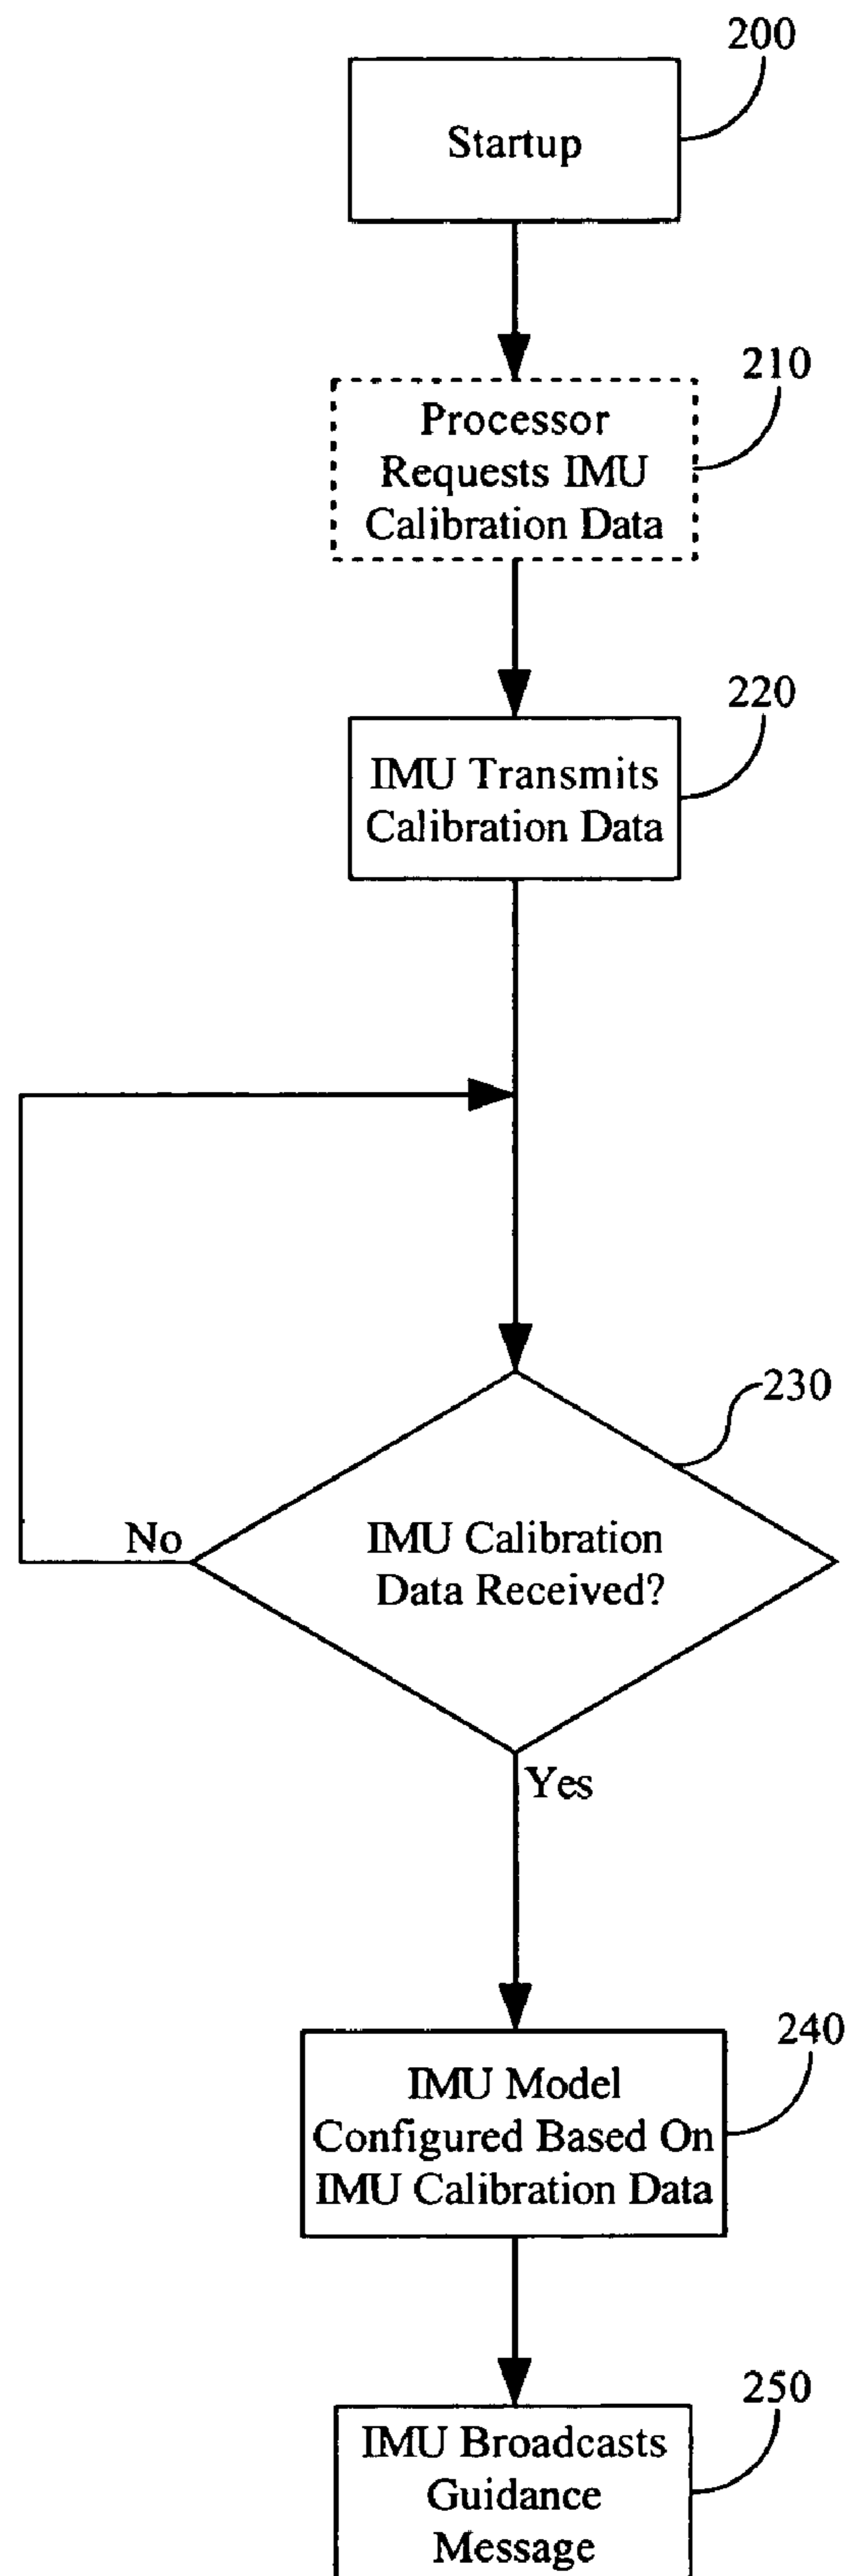 200
Startup
210
Processor
Requests IMU
Calibration Data
220
IMU Transmits
Calibration Data
230
No
IMU Calibration
Data Received?
Yes
240
IMU Model
Configured Based On
IMU Calibration Data
250
IMU Broadcasts
Guidance
Message